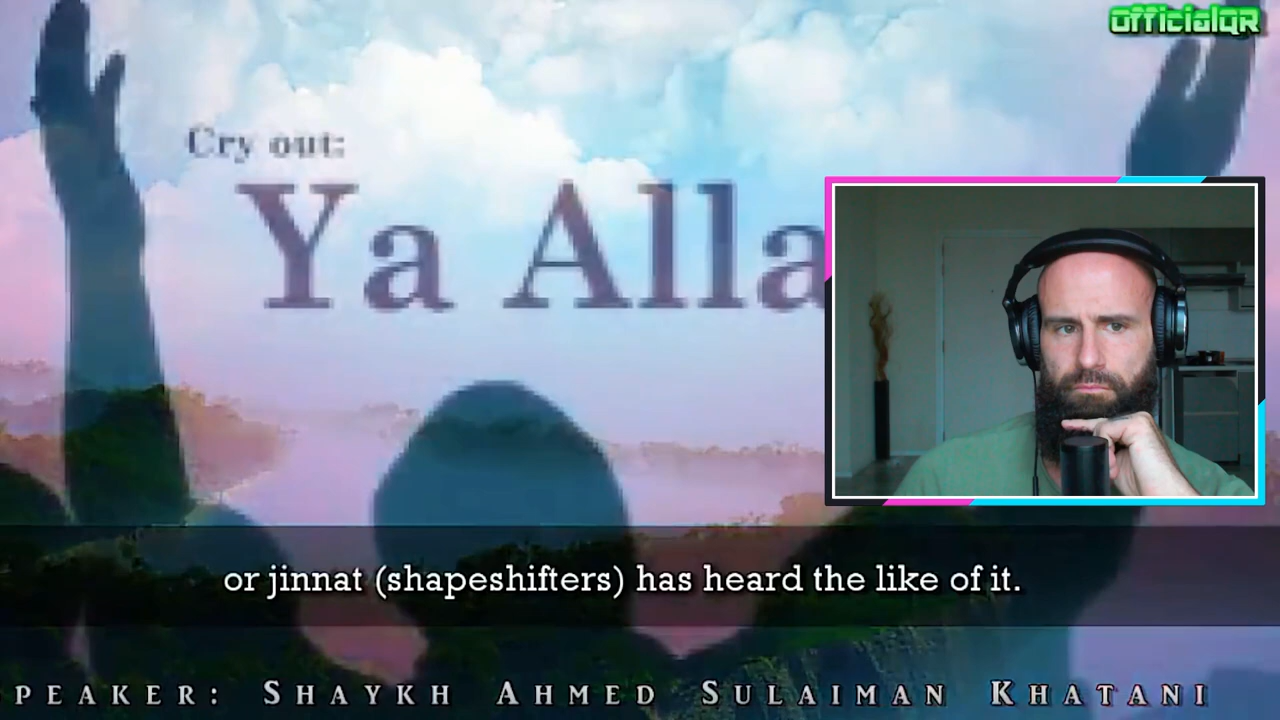 officialQR
Cry out:
Ya Alla
or jinnat (shapeshifters) has heard the like of it.
PEAKER: SHAYKH AHMED SULAIMAN KHATANI